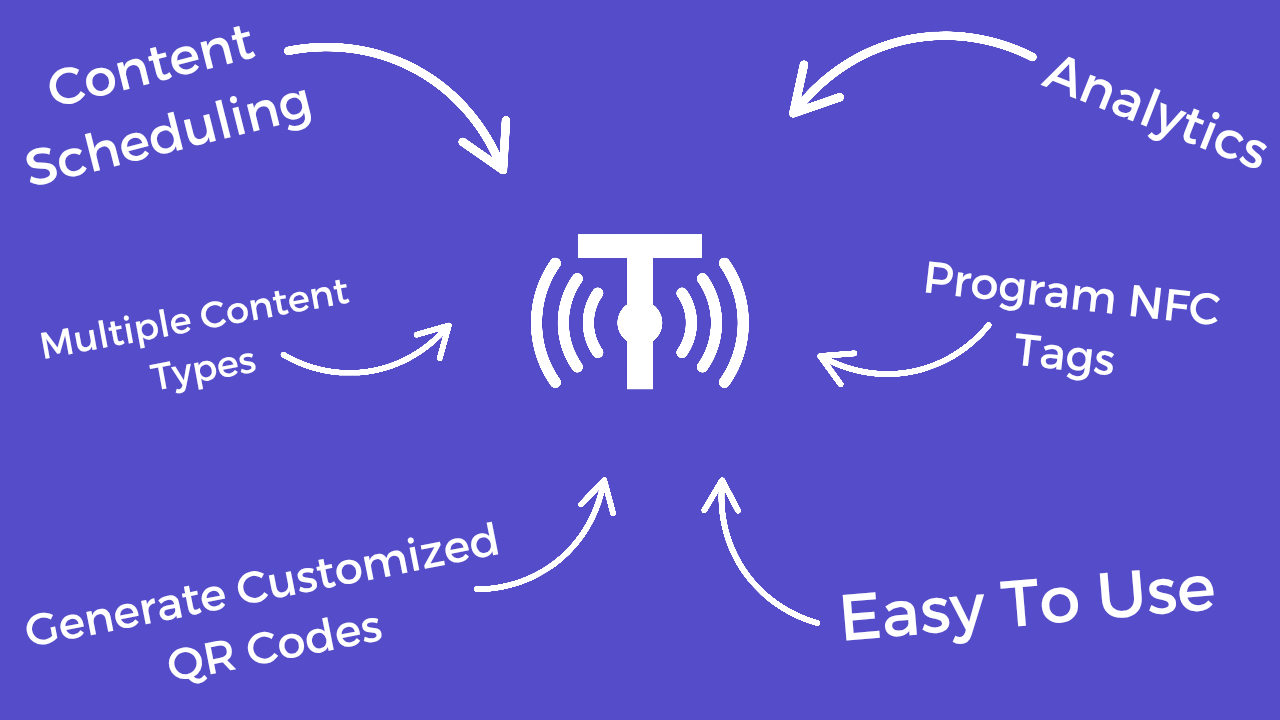 Content
Scheduling
Analytics
Multiple Content
Types
Program NFC
Tags
Generate Customized
QR Codes
Easy To Use
T